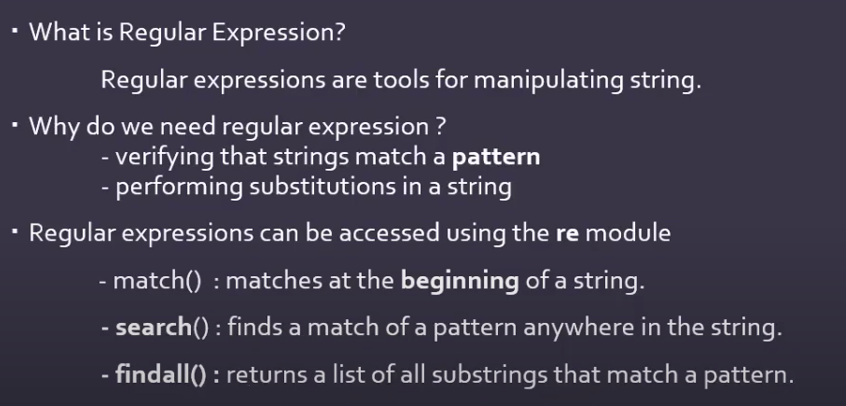 ▪ What is Regular Expression?
Regular expressions are tools for manipulating string.
▪ Why do we need regular expression ?
- verifying that strings match a pattern
- performing substitutions in a string
▪ Regular expressions can be accessed using the re module
- match()  : matches at the beginning of a string.
- search() : finds a match of a pattern anywhere in the string.
- findall() : returns a list of all substrings that match a pattern.